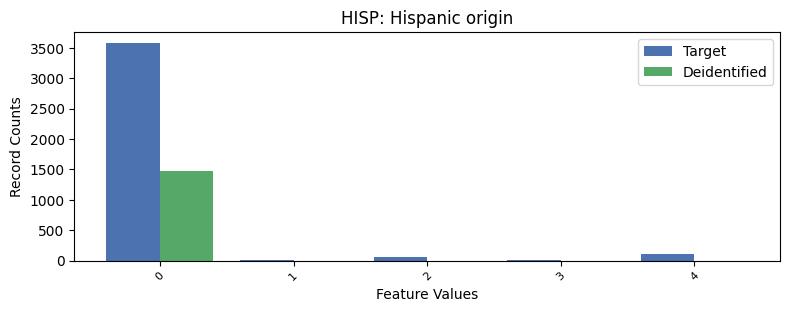 HISP: Hispanic origin
Target
Deidentified
Record Counts
3500
3000
2500
2000
1500
1000
500
0
0 1 2 3 4
Feature Values